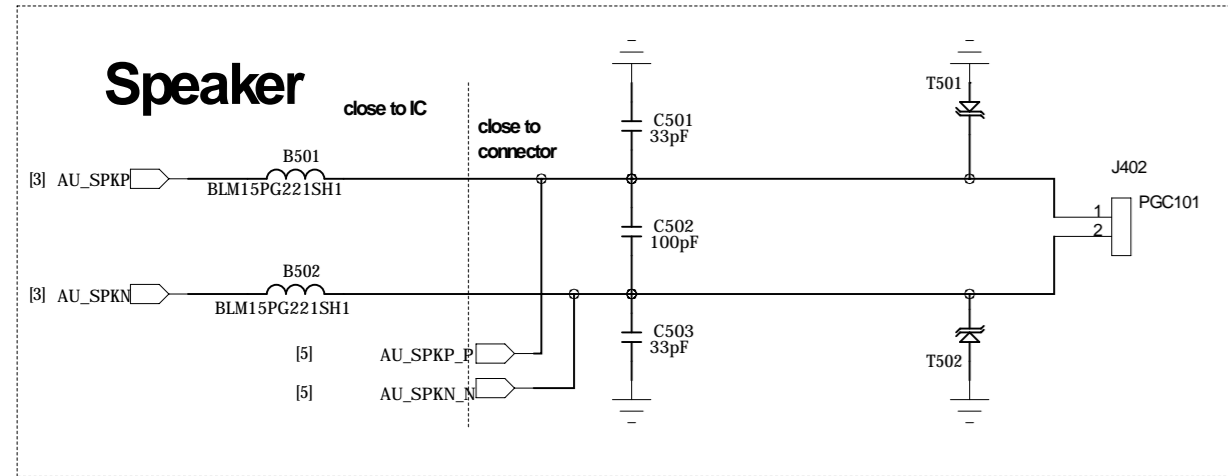 Speaker
close to IC
close to
connector
B501
BLM15PG221SH1
[3] AU_SPKP
C501
33pF
T501
J402
PGC101
1
2
C502
100pF
B502
BLM15PG221SH1
[3] AU_SPKN
C503
33pF
T502
[5] AU_SPKP_P
[5] AU_SPKN_N